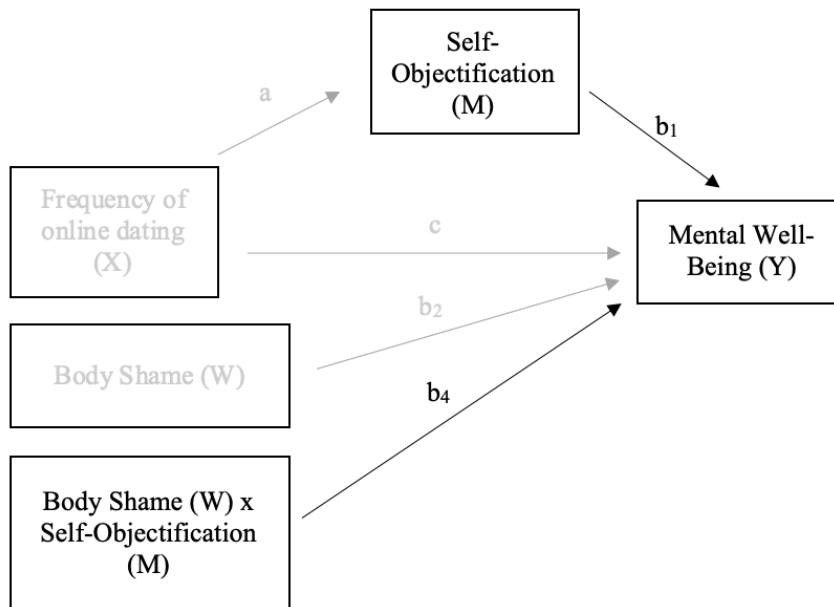 Self-
Objectification
(M)
a
b₁
Frequency of
online dating
(X)
c
Mental Well-
Being (Y)
b₂
Body Shame (W)
b₄
Body Shame (W) x
Self-Objectification
(M)